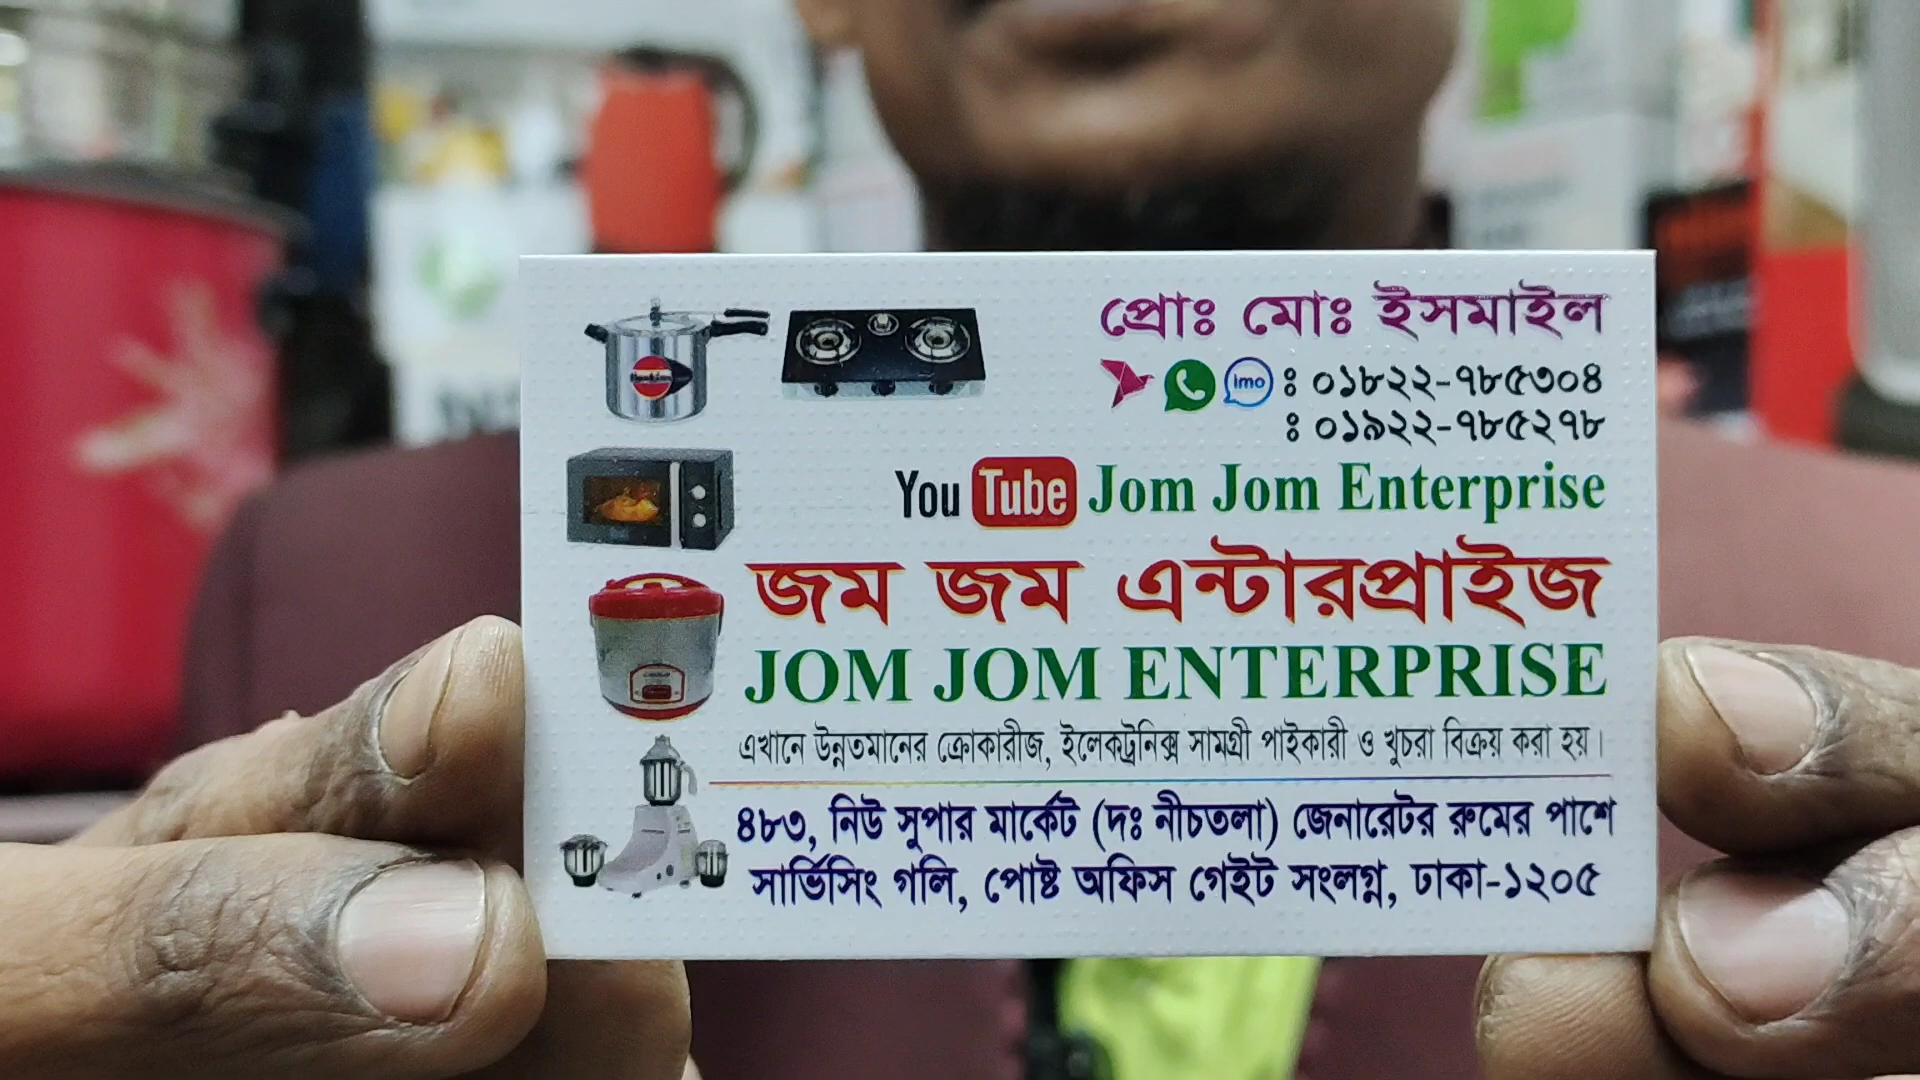 প্রোঃ মোঃ ইসমাইল
imo : ০১৮২২-৭৮৫৩০৪
: ০১৯২২-৭৮৫২৭৮
You Tube Jom Jom Enterprise
জম জম এন্টারপ্রাইজ
JOM JOM ENTERPRISE
এখানে উন্নতমানের ক্রোকারীজ, ইলেকট্রনিক্স সামগ্রী পাইকারী ও খুচরা বিক্রয় করা হয়।
৪৮৩, নিউ সুপার মার্কেট (দঃ নীচতলা) জেনারেটর রুমের পাশে
সার্ভিসিং গলি, পোষ্ট অফিস গেইট সংলগ্ন, ঢাকা-১২০৫